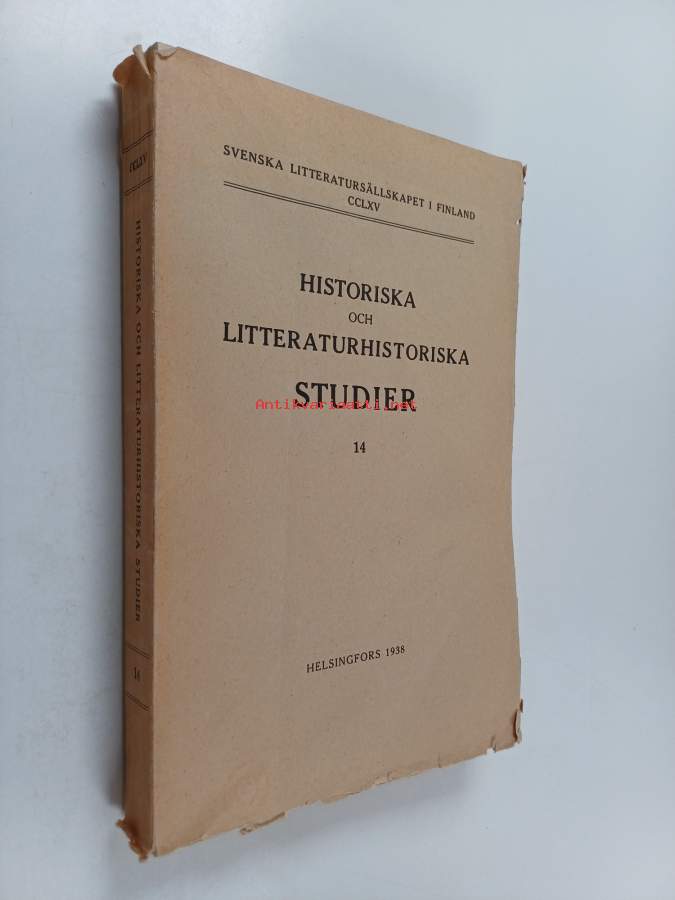 SVENSKA LITTERATURSÄLLSKAPET I FINLAND
CCLXV
HISTORISKA
OCH
LITTERATURHISTORISKA
STUDIER
Antikvariaatti.net
14
HELSINGFORS 1938
CCLXV
HISTORISKA OCH LITTERATURHISTORISKA STUDIER
14